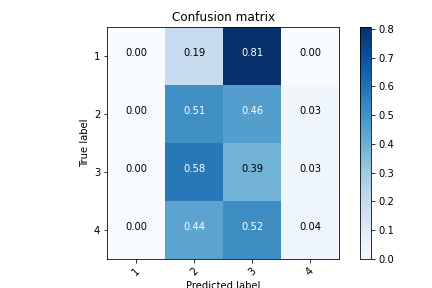 Confusion matrix
1 0.00 0.19 0.81 0.00
2 0.00 0.51 0.46 0.03
3 0.00 0.58 0.39 0.03
4 0.00 0.44 0.52 0.04
1 2 3 4
True label
Predicted label
0.8
0.7
0.6
0.5
0.4
0.3
0.2
0.1
0.0